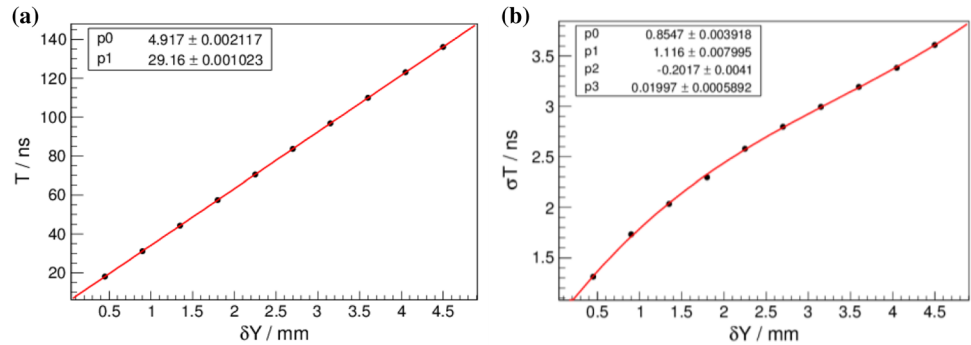 (a)
p0 4.917 ± 0.002117
p1 29.16 ± 0.001023
T / ns
140
120
100
80
60
40
20
0.5 1 1.5 2 2.5 3 3.5 4 4.5
δY / mm
(b)
p0 0.8547 ± 0.003918
p1 1.116 ± 0.007995
p2 -0.2017 ± 0.0041
p3 0.01997 ± 0.0005892
σT / ns
3.5
3
2.5
2
1.5
0.5 1 1.5 2 2.5 3 3.5 4 4.5
δY / mm